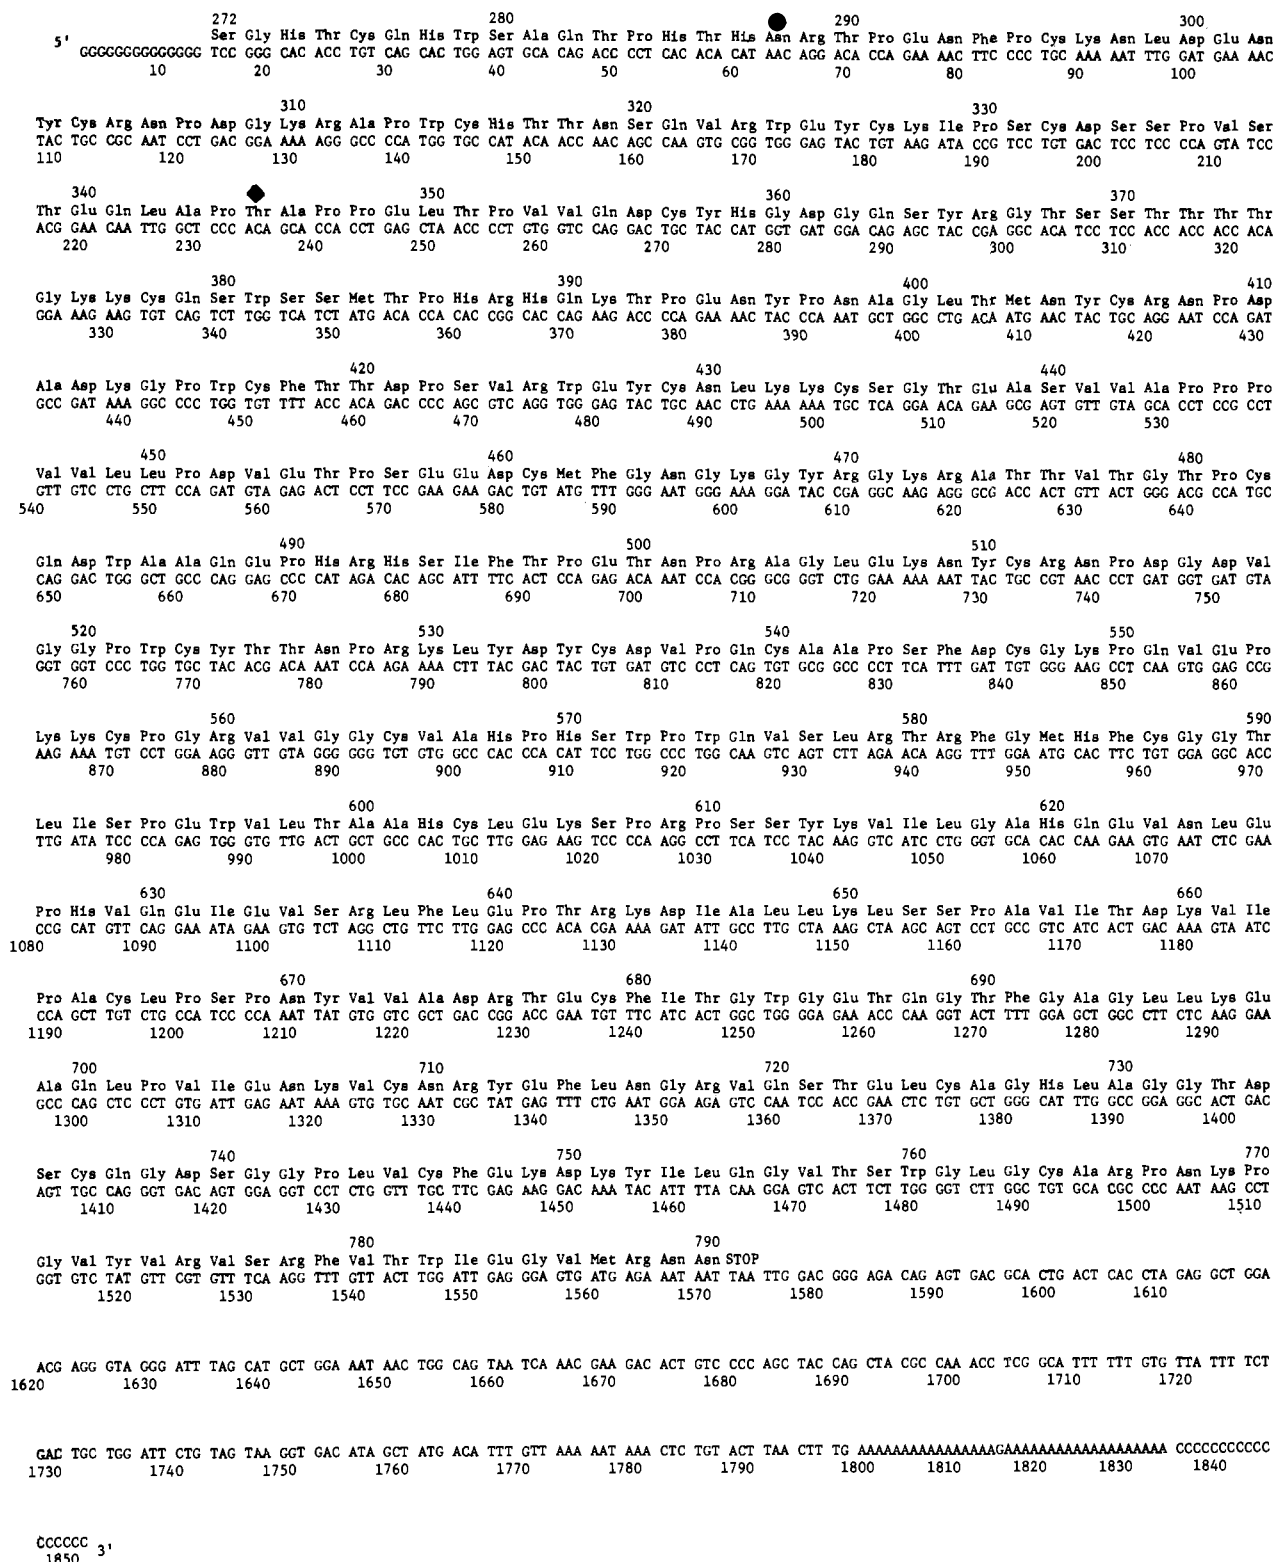 272 280 290 300
Ser Gly His Thr Cys Gln His Trp Ser Ala Gln Thr Pro His Thr His Asn Arg Thr Pro Glu Asn Phe Pro Cys Lys Asn Leu Asp Glu Asn
5' GGGGGGGGGGGGGG TCC GGG CAC ACC TGT CAG CAC TGG AGT GCA CAG ACC CCT CAC ACA CAT AAC AGG ACA CCA GAA AAC TTC CCC TGC AAA AAT TTG GAT GAA AAC
10 20 30 40 50 60 70 80 90 100
310 320 330
Tyr Cys Arg Asn Pro Asp Gly Lys Arg Ala Pro Trp Cys His Thr Thr Asn Ser Gln Val Arg Trp Glu Tyr Cys Lys Ile Pro Ser Cys Asp Ser Ser Pro Val Ser
TAC TGC CGC AAT CCT GAC GGA AAA AGG GCC CCA TGG TGC CAT ACA ACC AAC AGC CAA GTG CGG TGG GAG TAC TGT AAG ATA CCG TCC TGT GAC TCC TCC CCA GTA TCC
110 120 130 140 150 160 170 180 190 200 210
340 350 360 370
Thr Glu Gln Leu Ala Pro Thr Ala Pro Pro Glu Leu Thr Pro Val Val Gln Asp Cys Tyr His Gly Asp Gly Gln Ser Tyr Arg Gly Thr Ser Ser Thr Thr Thr Thr
ACG GAA CAA TTG GCT CCC ACA GCA CCA CCT GAG CTA ACC CCT GTG GTC CAG GAC TGC TAC CAT GGT GAT GGA CAG AGC TAC CGA GGC ACA TCC TCC ACC ACC ACC ACA
220 230 240 250 260 270 280 290 300 310 320
380 390 400 410
Gly Lys Lys Cys Gln Ser Trp Ser Ser Met Thr Pro His Arg His Gln Lys Thr Pro Glu Asn Tyr Pro Asn Ala Gly Leu Thr Met Asn Tyr Cys Arg Asn Pro Asp
GGA AAG AAG TGT CAG TCT TGG TCA TCT ATG ACA CCA CAC CGG CAC CAG AAG ACC CCA GAA AAC TAC CCA AAT GCT GGC CTG ACA ATG AAC TAC TGC AGG AAT CCA GAT
330 340 350 360 370 380 390 400 410 420 430
420 430 440
Ala Asp Lys Gly Pro Trp Cys Phe Thr Thr Asp Pro Ser Val Arg Trp Glu Tyr Cys Asn Leu Lys Lys Cys Ser Gly Thr Glu Ala Ser Val Val Ala Pro Pro Pro
GCC GAT AAA GGC CCC TGG TGT TTT ACC ACA GAC CCC AGC GTC AGG TGG GAG TAC TGC AAC CTG AAA AAA TGC TCA GGA ACA GAA GCG AGT GTT GTA GCA CCT CCG CCT
440 450 460 470 480 490 500 510 520 530
450 460 470 480
Val Val Leu Leu Pro Asp Val Glu Thr Pro Ser Glu Glu Asp Cys Met Phe Gly Asn Gly Lys Gly Tyr Arg Gly Lys Arg Ala Thr Thr Val Thr Gly Thr Pro Cys
GTT GTC CTG CTT CCA GAT GTA GAG ACT CCT TCC GAA GAA GAC TGT ATG TTT GGG AAT GGG AAA GGA TAC CGA GGC AAG AGG GCG ACC ACT GTT ACT GGG ACG CCA TGC
540 550 560 570 580 590 600 610 620 630 640
490 500 510
Gln Asp Trp Ala Ala Gln Glu Pro His Arg His Ser Ile Phe Thr Pro Glu Thr Asn Pro Arg Ala Gly Leu Glu Lys Asn Tyr Cys Arg Asn Pro Asp Gly Asp Val
CAG GAC TGG GCT GCC CAG GAG CCC CAT AGA CAC AGC ATT TTC ACT CCA GAG ACA AAT CCA CGG GCG GGT CTG GAA AAA AAT TAC TGC CGT AAC CCT GAT GGT GAT GTA
650 660 670 680 690 700 710 720 730 740 750
520 530 540 550
Gly Gly Pro Trp Cys Tyr Thr Thr Asn Pro Arg Lys Leu Tyr Asp Tyr Cys Asp Val Pro Gln Cys Ala Ala Pro Ser Phe Asp Cys Gly Lys Pro Gln Val Glu Pro
GGT GGT CCC TGG TGC TAC ACG ACA AAT CCA AGA AAA CTT TAC GAC TAC TGT GAT GTC CCT CAG TGT GCG GCC CCT TCA TTT GAT TGT GGG AAG CCT CAA GTG GAG CCG
760 770 780 790 800 810 820 830 840 850 860
560 570 580 590
Lys Lys Cys Pro Gly Arg Val Val Gly Gly Cys Val Ala His Pro His Ser Trp Pro Trp Gln Val Ser Leu Arg Thr Arg Phe Gly Met His Phe Cys Gly Gly Thr
AAG AAA TGT CCT GGA AGG GTT GTA GGG GGG TGT GTG GCC CAC CCA CAT TCC TGG CCC TGG CAA GTC AGT CTT AGA ACA AGG TTT GGA ATG CAC TTC TGT GGA GGC ACC
870 880 890 900 910 920 930 940 950 960 970
600 610 620
Leu Ile Ser Pro Glu Trp Val Leu Thr Ala Ala His Cys Leu Glu Lys Ser Pro Arg Pro Ser Ser Tyr Lys Val Ile Leu Gly Ala His Gln Glu Val Asn Leu Glu
TTG ATA TCC CCA GAG TGG GTG TTG ACT GCT GCC CAC TGC TTG GAG AAG TCC CCA AGG CCT TCA TCC TAC AAG GTC ATC CTG GGT GCA CAC CAA GAA GTG AAT CTC GAA
980 990 1000 1010 1020 1030 1040 1050 1060 1070
630 640 650 660
Pro His Val Gln Glu Ile Glu Val Ser Arg Leu Phe Leu Glu Pro Thr Arg Lys Asp Ile Ala Leu Leu Lys Leu Ser Ser Pro Ala Val Ile Thr Asp Lys Val Ile
CCG CAT GTT CAG GAA ATA GAA GTG TCT AGG CTG TTC TTG GAG CCC ACA CGA AAA GAT ATT GCC TTG CTA AAG CTA AGC AGT CCT GCC GTC ATC ACT GAC AAA GTA ATC
1080 1090 1100 1110 1120 1130 1140 1150 1160 1170 1180
670 680 690
Pro Ala Cys Leu Pro Ser Pro Asn Tyr Val Val Ala Asp Arg Thr Glu Cys Phe Ile Thr Gly Trp Gly Glu Thr Gln Gly Thr Phe Gly Ala Gly Leu Leu Lys Glu
CCA GCT TGT CTG CCA TCC CCA AAT TAT GTG GTC GCT GAC CGG ACC GAA TGT TTC ATC ACT GGC TGG GGA GAA ACC CAA GGT ACT TTT GGA GCT GGC CTT CTC AAG GAA
1190 1200 1210 1220 1230 1240 1250 1260 1270 1280 1290
700 710 720 730
Ala Gln Leu Pro Val Ile Glu Asn Lys Val Cys Asn Arg Tyr Glu Phe Leu Asn Gly Arg Val Gln Ser Thr Glu Leu Cys Ala Gly His Leu Ala Gly Gly Thr Asp
GCC CAG CTC CCT GTG ATT GAG AAT AAA GTG TGC AAT CGC TAT GAG TTT CTG AAT GGA AGA GTC CAA TCC ACC GAA CTC TGT GCT GGG CAT TTG GCC GGA GGC ACT GAC
1300 1310 1320 1330 1340 1350 1360 1370 1380 1390 1400
740 750 760 770
Ser Cys Gln Gly Asp Ser Gly Gly Pro Leu Val Cys Phe Glu Lys Asp Lys Tyr Ile Leu Gln Gly Val Thr Ser Trp Gly Leu Gly Cys Ala Arg Pro Asn Lys Pro
AGT TGC CAG GGT GAC AGT GGA GGT CCT CTG GTT TGC TTC GAG AAG GAC AAA TAC ATT TTA CAA GGA GTC ACT TCT TGG GGT CTT GGC TGT GCA CGC CCC AAT AAG CCT
1410 1420 1430 1440 1450 1460 1470 1480 1490 1500 1510
780 790
Gly Val Tyr Val Arg Val Ser Arg Phe Val Thr Trp Ile Glu Gly Val Met Arg Asn Asn STOP
GGT GTC TAT GTT CGT GTT TCA AGG TTT GTT ACT TGG ATT GAG GGA GTG ATG AGA AAT AAT TAA TTG GAC GGG AGA CAG AGT GAC GCA CTG ACT CAC CTA GAG GCT GGA
1520 1530 1540 1550 1560 1570 1580 1590 1600 1610
ACG AGG GTA GGG ATT TAG CAT GCT GGA AAT AAC TGG CAG TAA TCA AAC GAA GAC ACT GTC CCC AGC TAC CAG CTA CGC CAA ACC TCG GCA TTT TTT GTG TTA TTT TCT
1620 1630 1640 1650 1660 1670 1680 1690 1700 1710 1720
GAC TGC TGG ATT CTG TAG TAA GGT GAC ATA GCT ATG ACA TTT GTT AAA AAT AAA CTC TGT ACT TAA CTT TG AAAAAAAAAAAAAAAAGAAAAAAAAAAAAAAAAAAA CCCCCCCCCCC
1730 1740 1750 1760 1770 1780 1790 1800 1810 1820 1830 1840
CCCCCC 3'
1850